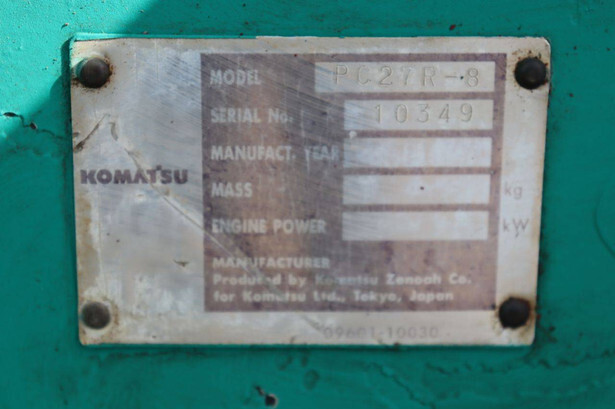 MODEL PC27R-8
SERIAL No. 10349
MANUFACT. YEAR
KOMATSU
MASS kg
ENGINE POWER kW
MANUFACTURER
Produced by Komatsu Zenoah Co.
for Komatsu Ltd., Tokyo, Japan
09601-10030